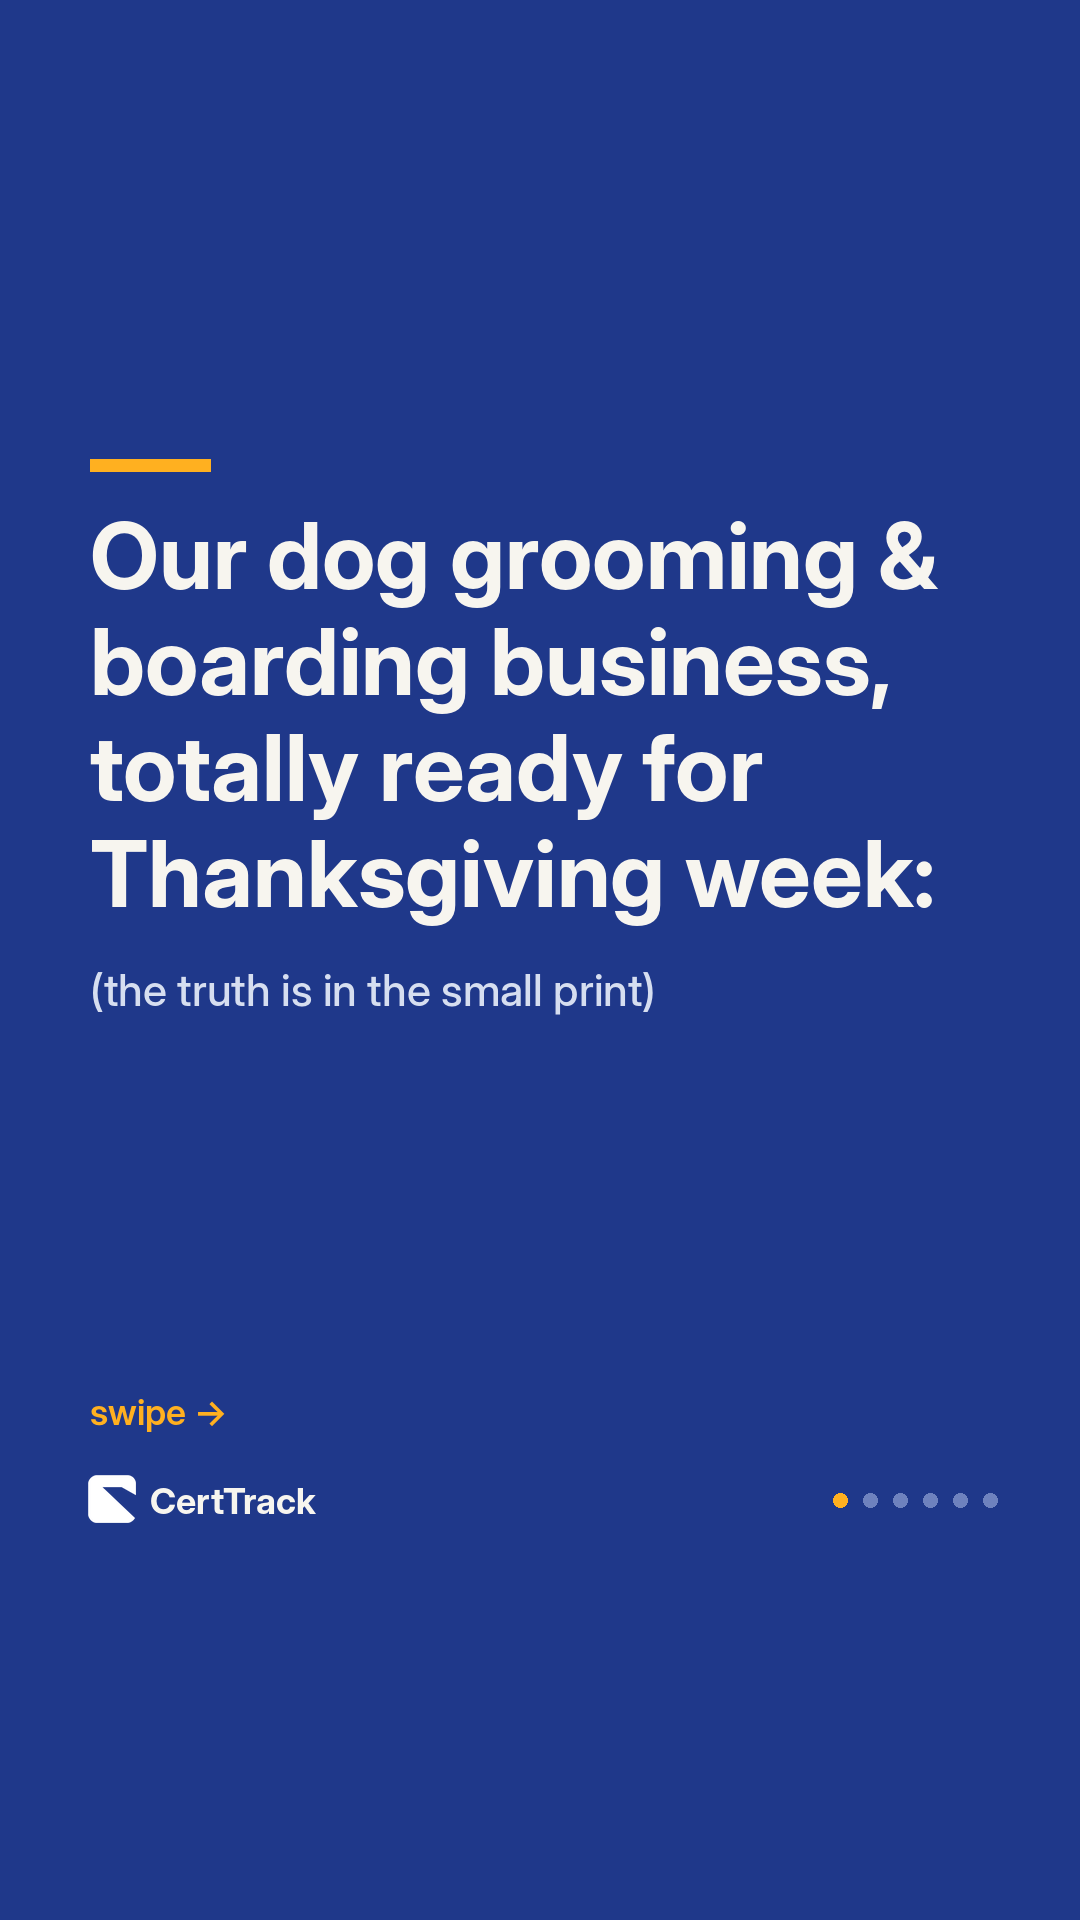 Our dog grooming &
boarding business,
totally ready for
Thanksgiving week:
(the truth is in the small print)
swipe →
CertTrack